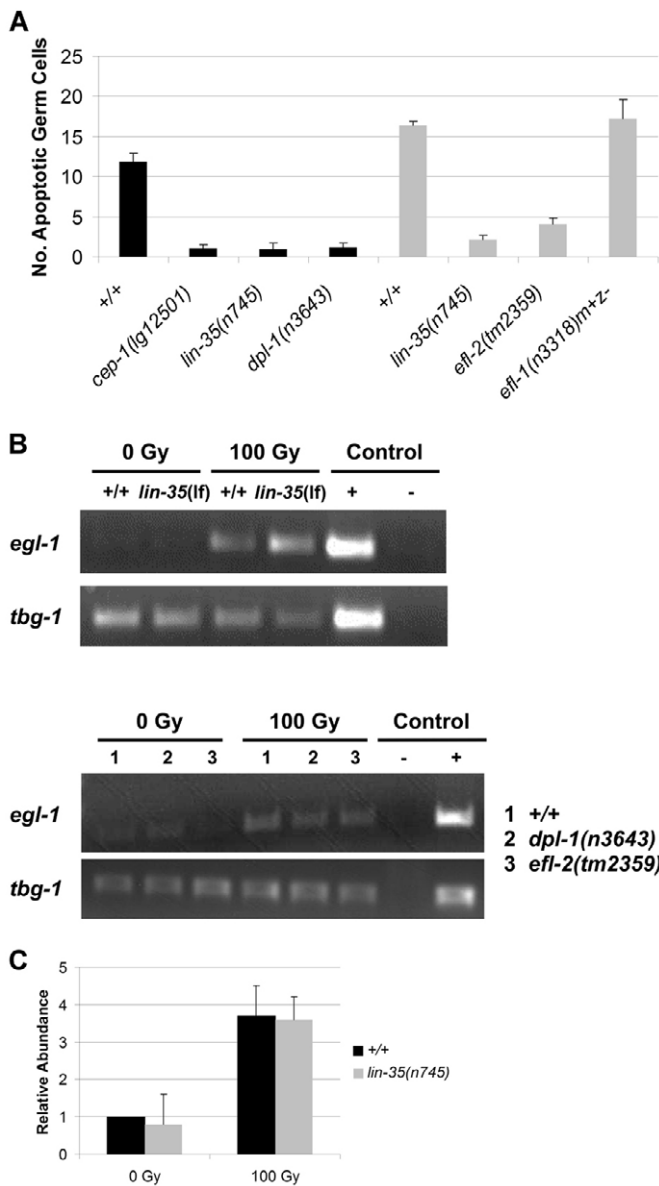 A
No. Apoptotic Germ Cells
25
20
15
10
5
0
+/+
cep-1(lg12501)
lin-35(n745)
dpl-1(n3643)
+/+
lin-35(n745)
efl-2(tm2359)
efl-1(n3318)m+z-
B
0 Gy 100 Gy Control
+/+ lin-35(lf) +/+ lin-35(lf) + -
egl-1
tbg-1
0 Gy 100 Gy Control
1 2 3 1 2 3 - +
egl-1
tbg-1
1 +/+
2 dpl-1(n3643)
3 efl-2(tm2359)
C
Relative Abundance
5
4
3
2
1
0
0 Gy 100 Gy
+/+
lin-35(n745)